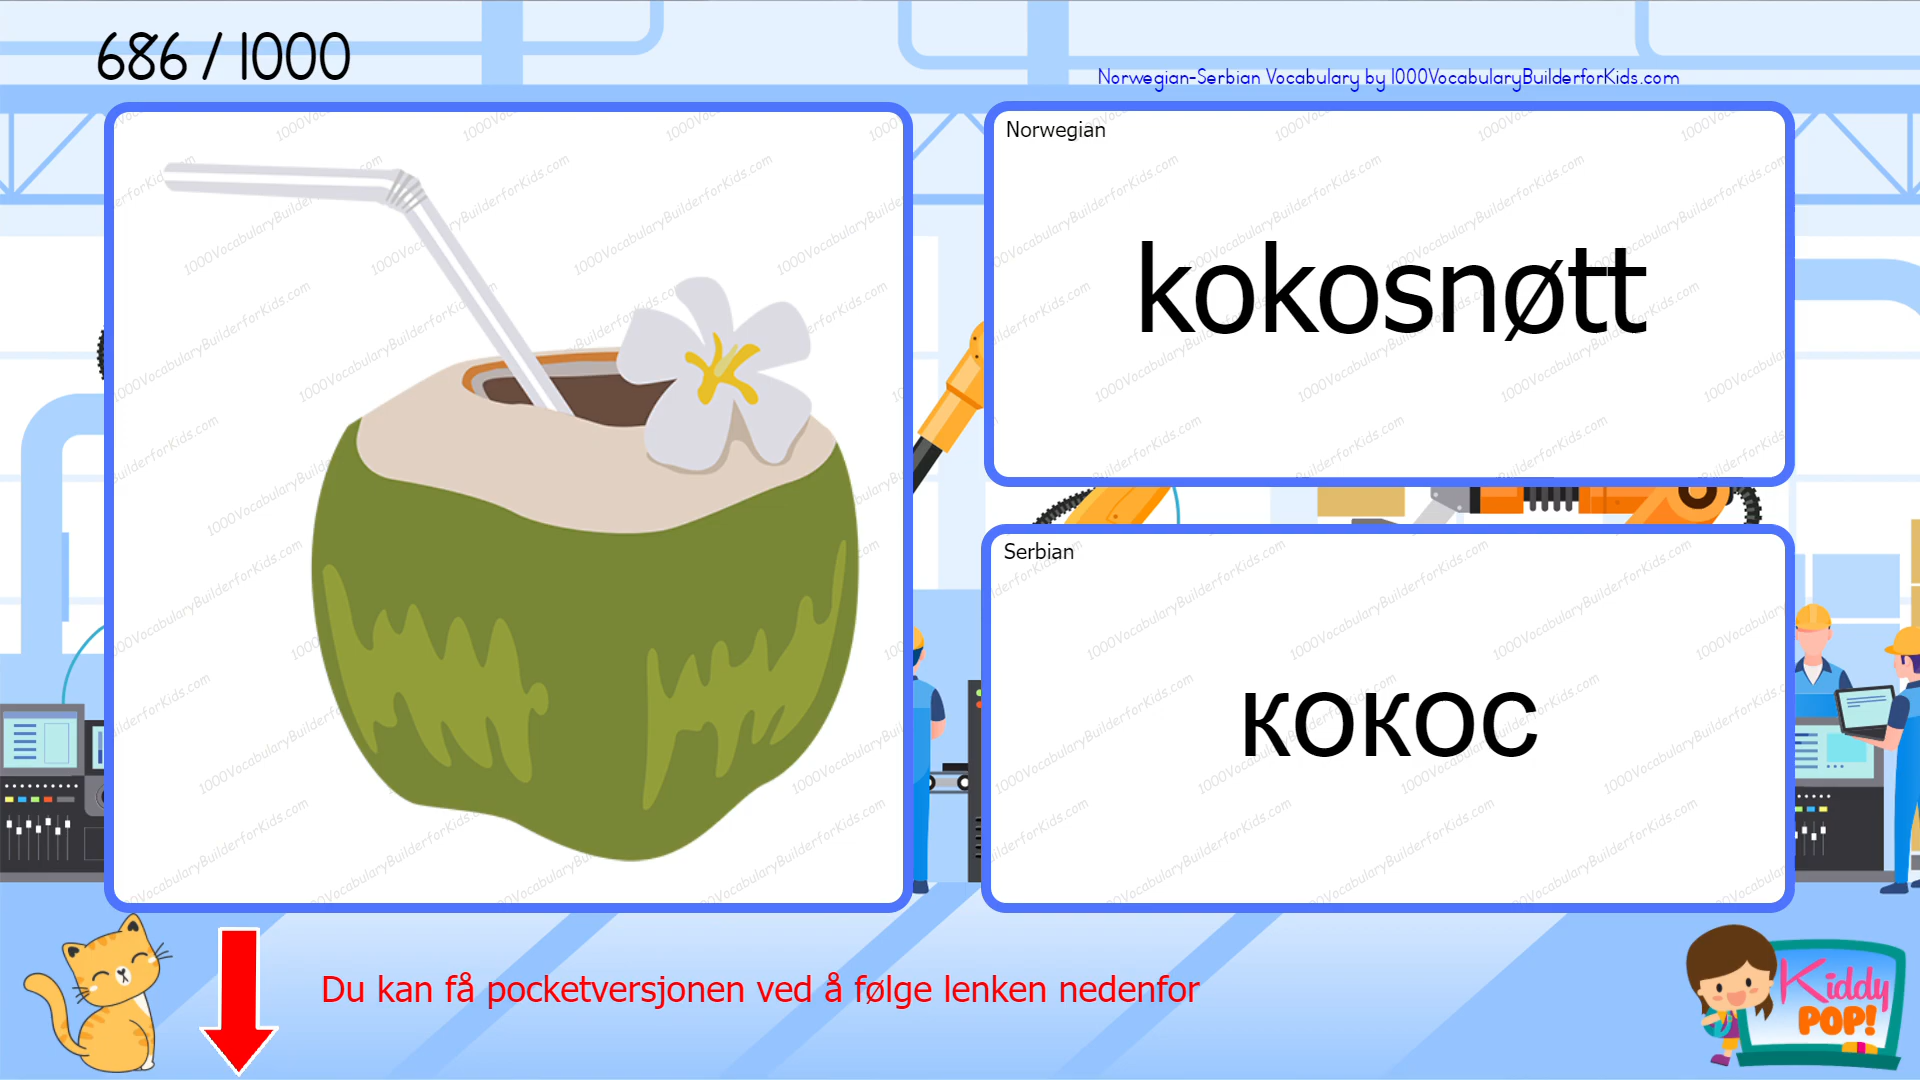 686 / 1000
Norwegian-Serbian Vocabulary by 1000VocabularyBuilderforKids.com
Norwegian
kokosnøtt
Serbian
кокос
Du kan få pocketversjonen ved å følge lenken nedenfor
Kiddy
POP!